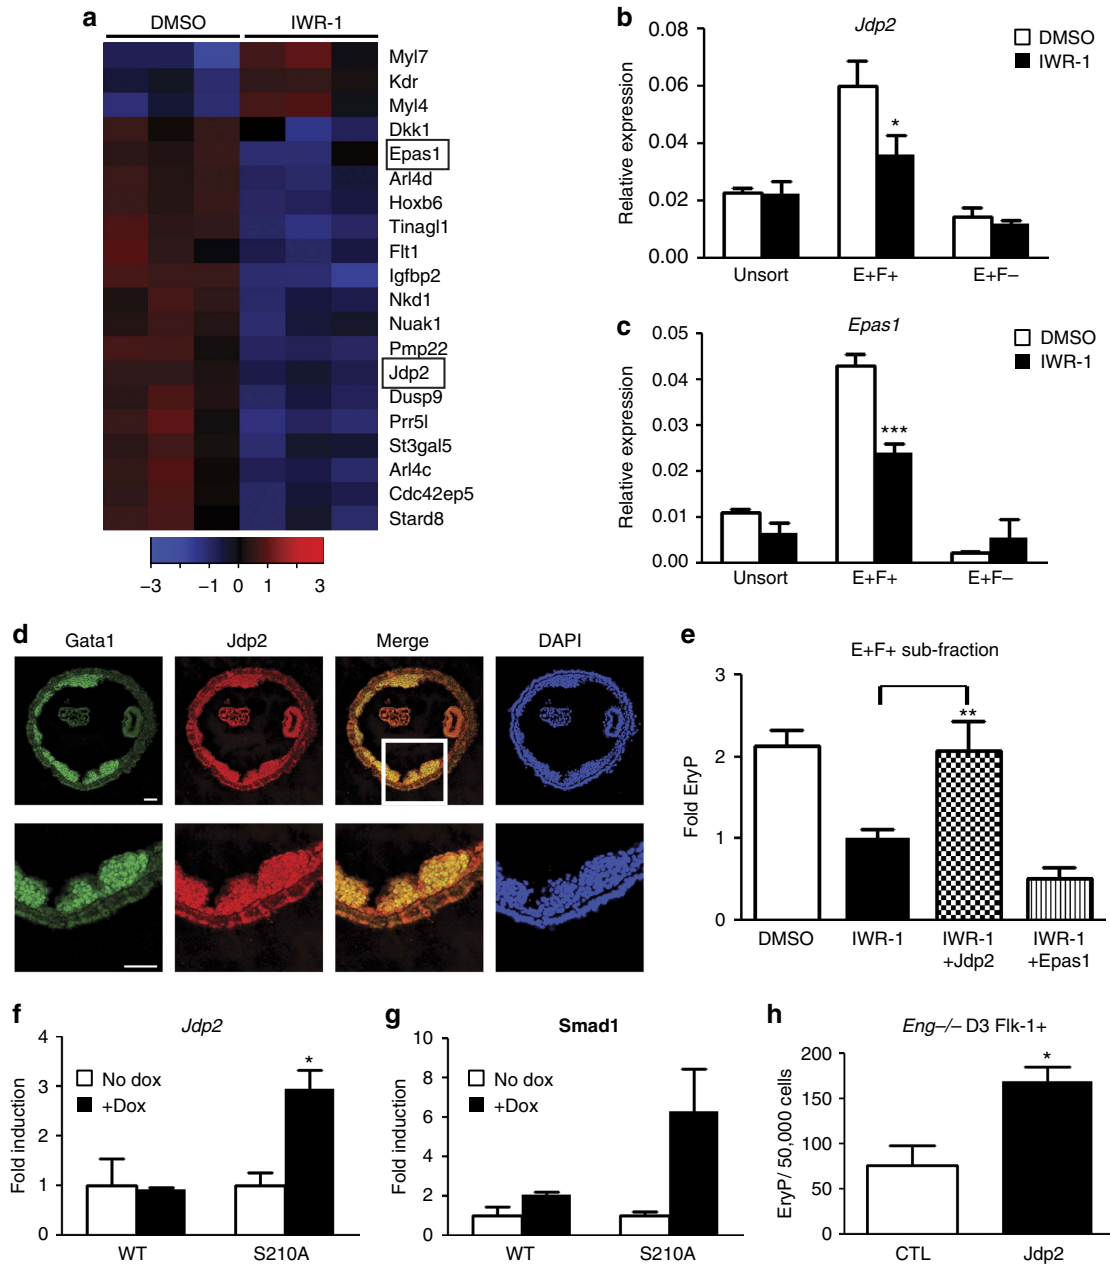 a
DMSO IWR-1
Myl7
Kdr
Myl4
Dkk1
Epas1
Arl4d
Hoxb6
Tinagl1
Flt1
Igfbp2
Nkd1
Nuak1
Pmp22
Jdp2
Dusp9
Prr5l
St3gal5
Arl4c
Cdc42ep5
Stard8
−3 −1 0 1 3
b
Jdp2
DMSO
IWR-1
Relative expression
0.08
0.06
0.04
0.02
0.00
*
Unsort E+F+ E+F−
c
Epas1
DMSO
IWR-1
Relative expression
0.05
0.04
0.03
0.02
0.01
0.00
***
Unsort E+F+ E+F−
d
Gata1 Jdp2 Merge DAPI
e
E+F+ sub-fraction
Fold EryP
3
2
1
0
**
DMSO IWR-1 IWR-1 IWR-1
+Jdp2 +Epas1
f
Jdp2
No dox
+Dox
Fold induction
4
3
2
1
0
*
WT S210A
g
Smad1
No dox
+Dox
Fold induction
10
8
6
4
2
0
WT S210A
h
Eng−/− D3 Flk-1+
EryP/ 50,000 cells
200
150
100
50
0
*
CTL Jdp2